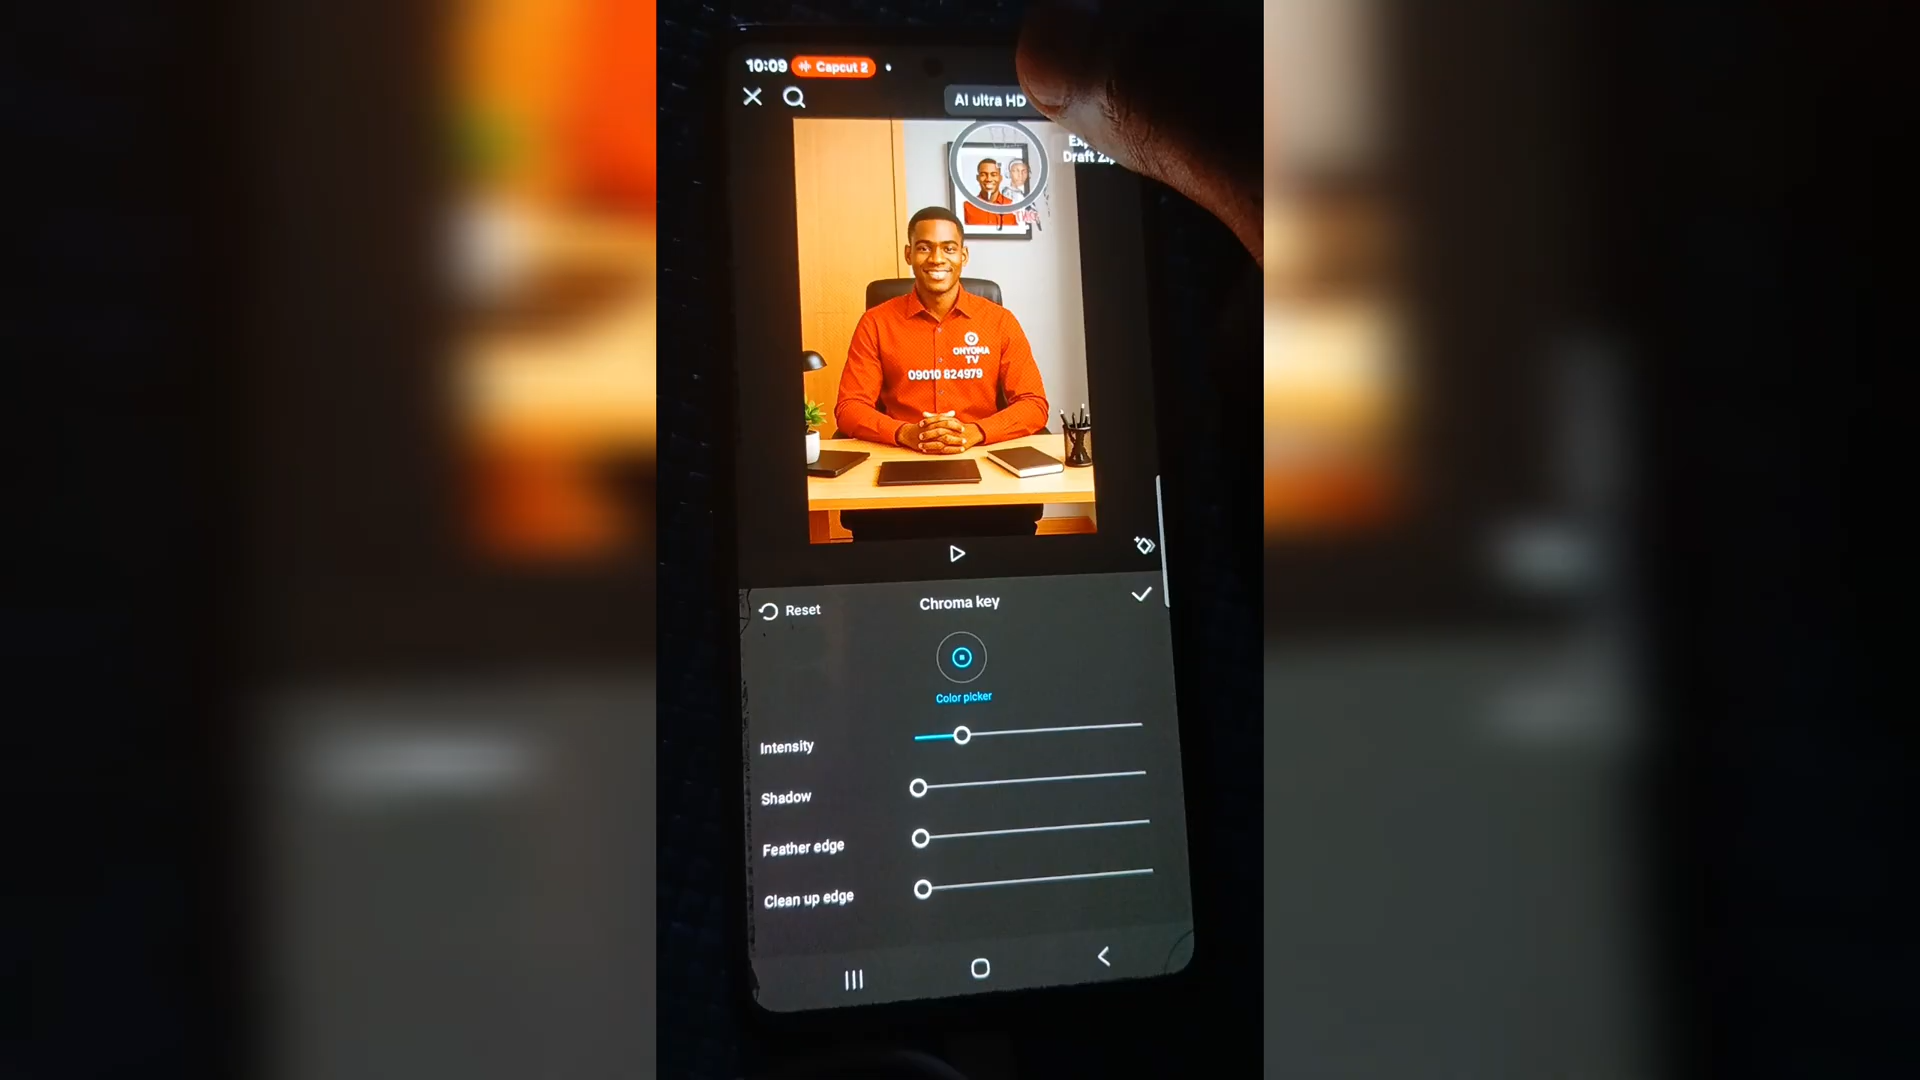 10:09 Capcut 2
AI ultra HD
Draft
ONYOMA
TV
09010 824979
Reset
Chroma key
Color picker
Intensity
Shadow
Feather edge
Clean up edge